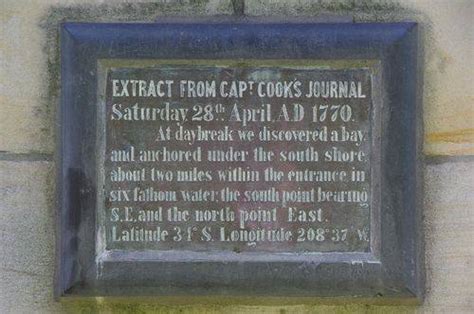 EXTRACT FROM CAPT COOK'S JOURNAL
Saturday 28th April, A.D 1770.
At daybreak we discovered a bay
and anchored under the south shore
about two miles within the entrance in
six fathom water, the south point bearing
S.E, and the north point East.
Latitude 34° S. Longitude 208° 37' W.